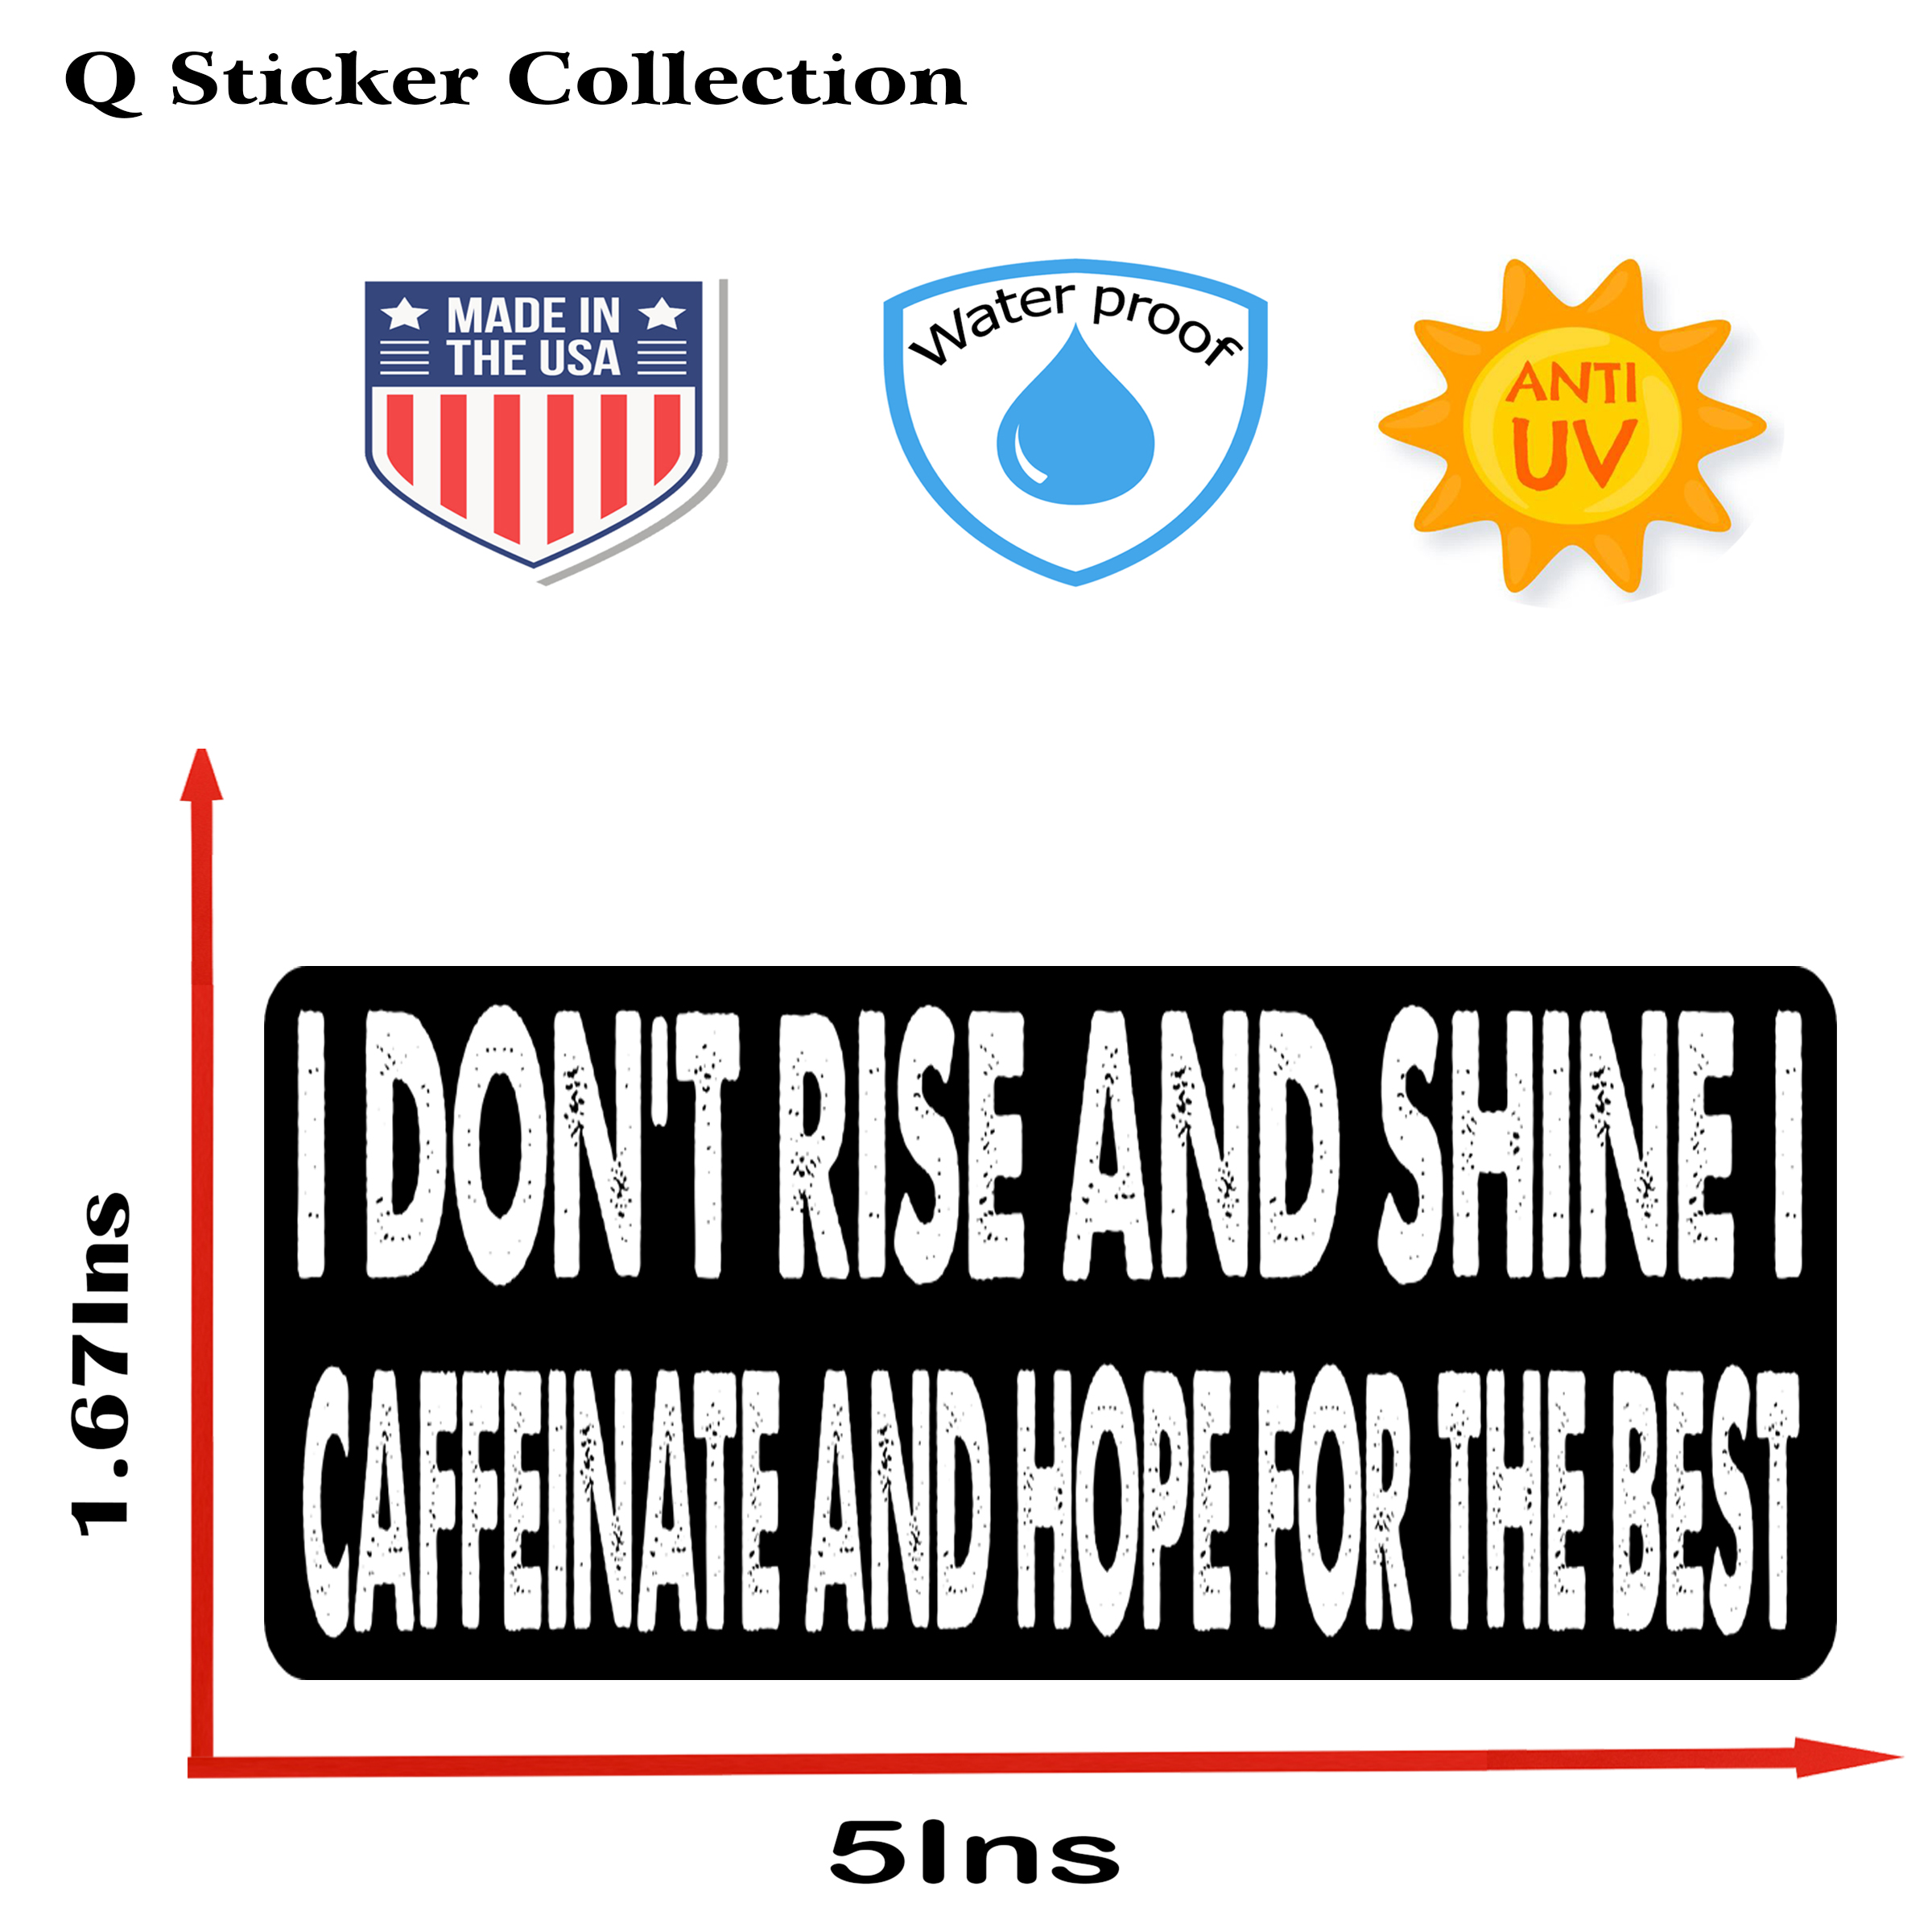 Q Sticker Collection
MADE IN
THE USA
Water proof
ANTI
UV
1.67Ins
I DON'T RISE AND SHINE I
CAFFEINATE AND HOPE FOR THE BEST
5Ins